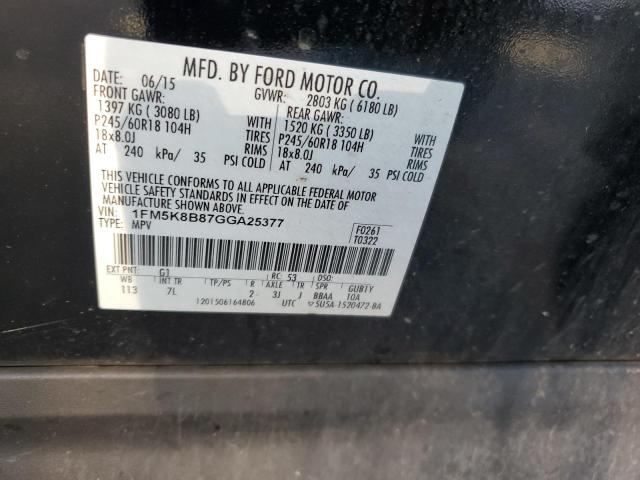 MFD. BY FORD MOTOR CO.
DATE: 06/15 GVWR: 2803 KG ( 6180 LB)
FRONT GAWR: REAR GAWR:
1397 KG ( 3080 LB) WITH 1520 KG ( 3350 LB) WITH
P245/60R18 104H TIRES P245/60R18 104H TIRES
18x8.0J RIMS 18x8.0J RIMS
AT 240 kPa/ 35 PSI COLD AT 240 kPa/ 35 PSI COLD
THIS VEHICLE CONFORMS TO ALL APPLICABLE FEDERAL MOTOR
VEHICLE SAFETY STANDARDS IN EFFECT ON THE DATE OF
MANUFACTURE SHOWN ABOVE.
VIN: 1FM5K8B87GGA25377 F0261
TYPE: MPV T0322
EXT PNT: G1 RC: 53 DSO:
WB INT TR TP/PS R AXLE TR SPR GUB1Y
113 7L 2 3J J BBAA 10A
1201506164806 UTC 5U5A-1520472-BA